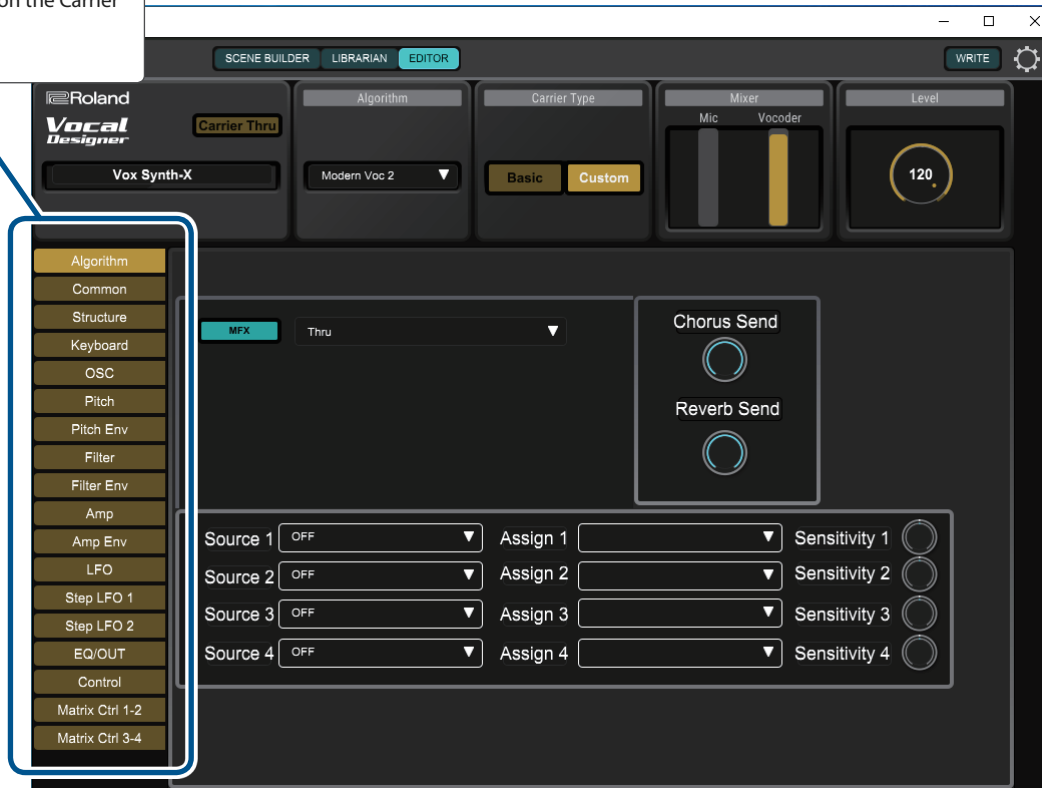 on the Carrier
SCENE BUILDER LIBRARIAN EDITOR WRITE
Roland
Vocal
Designer
Carrier Thru
Vox Synth-X
Algorithm
Modern Voc 2
Carrier Type
Basic Custom
Mixer
Mic Vocoder
Level
120
Algorithm
Common
Structure
Keyboard
OSC
Pitch
Pitch Env
Filter
Filter Env
Amp
Amp Env
LFO
Step LFO 1
Step LFO 2
EQ/OUT
Control
Matrix Ctrl 1-2
Matrix Ctrl 3-4
MFX Thru
Chorus Send
Reverb Send
Source 1 OFF Assign 1 Sensitivity 1
Source 2 OFF Assign 2 Sensitivity 2
Source 3 OFF Assign 3 Sensitivity 3
Source 4 OFF Assign 4 Sensitivity 4